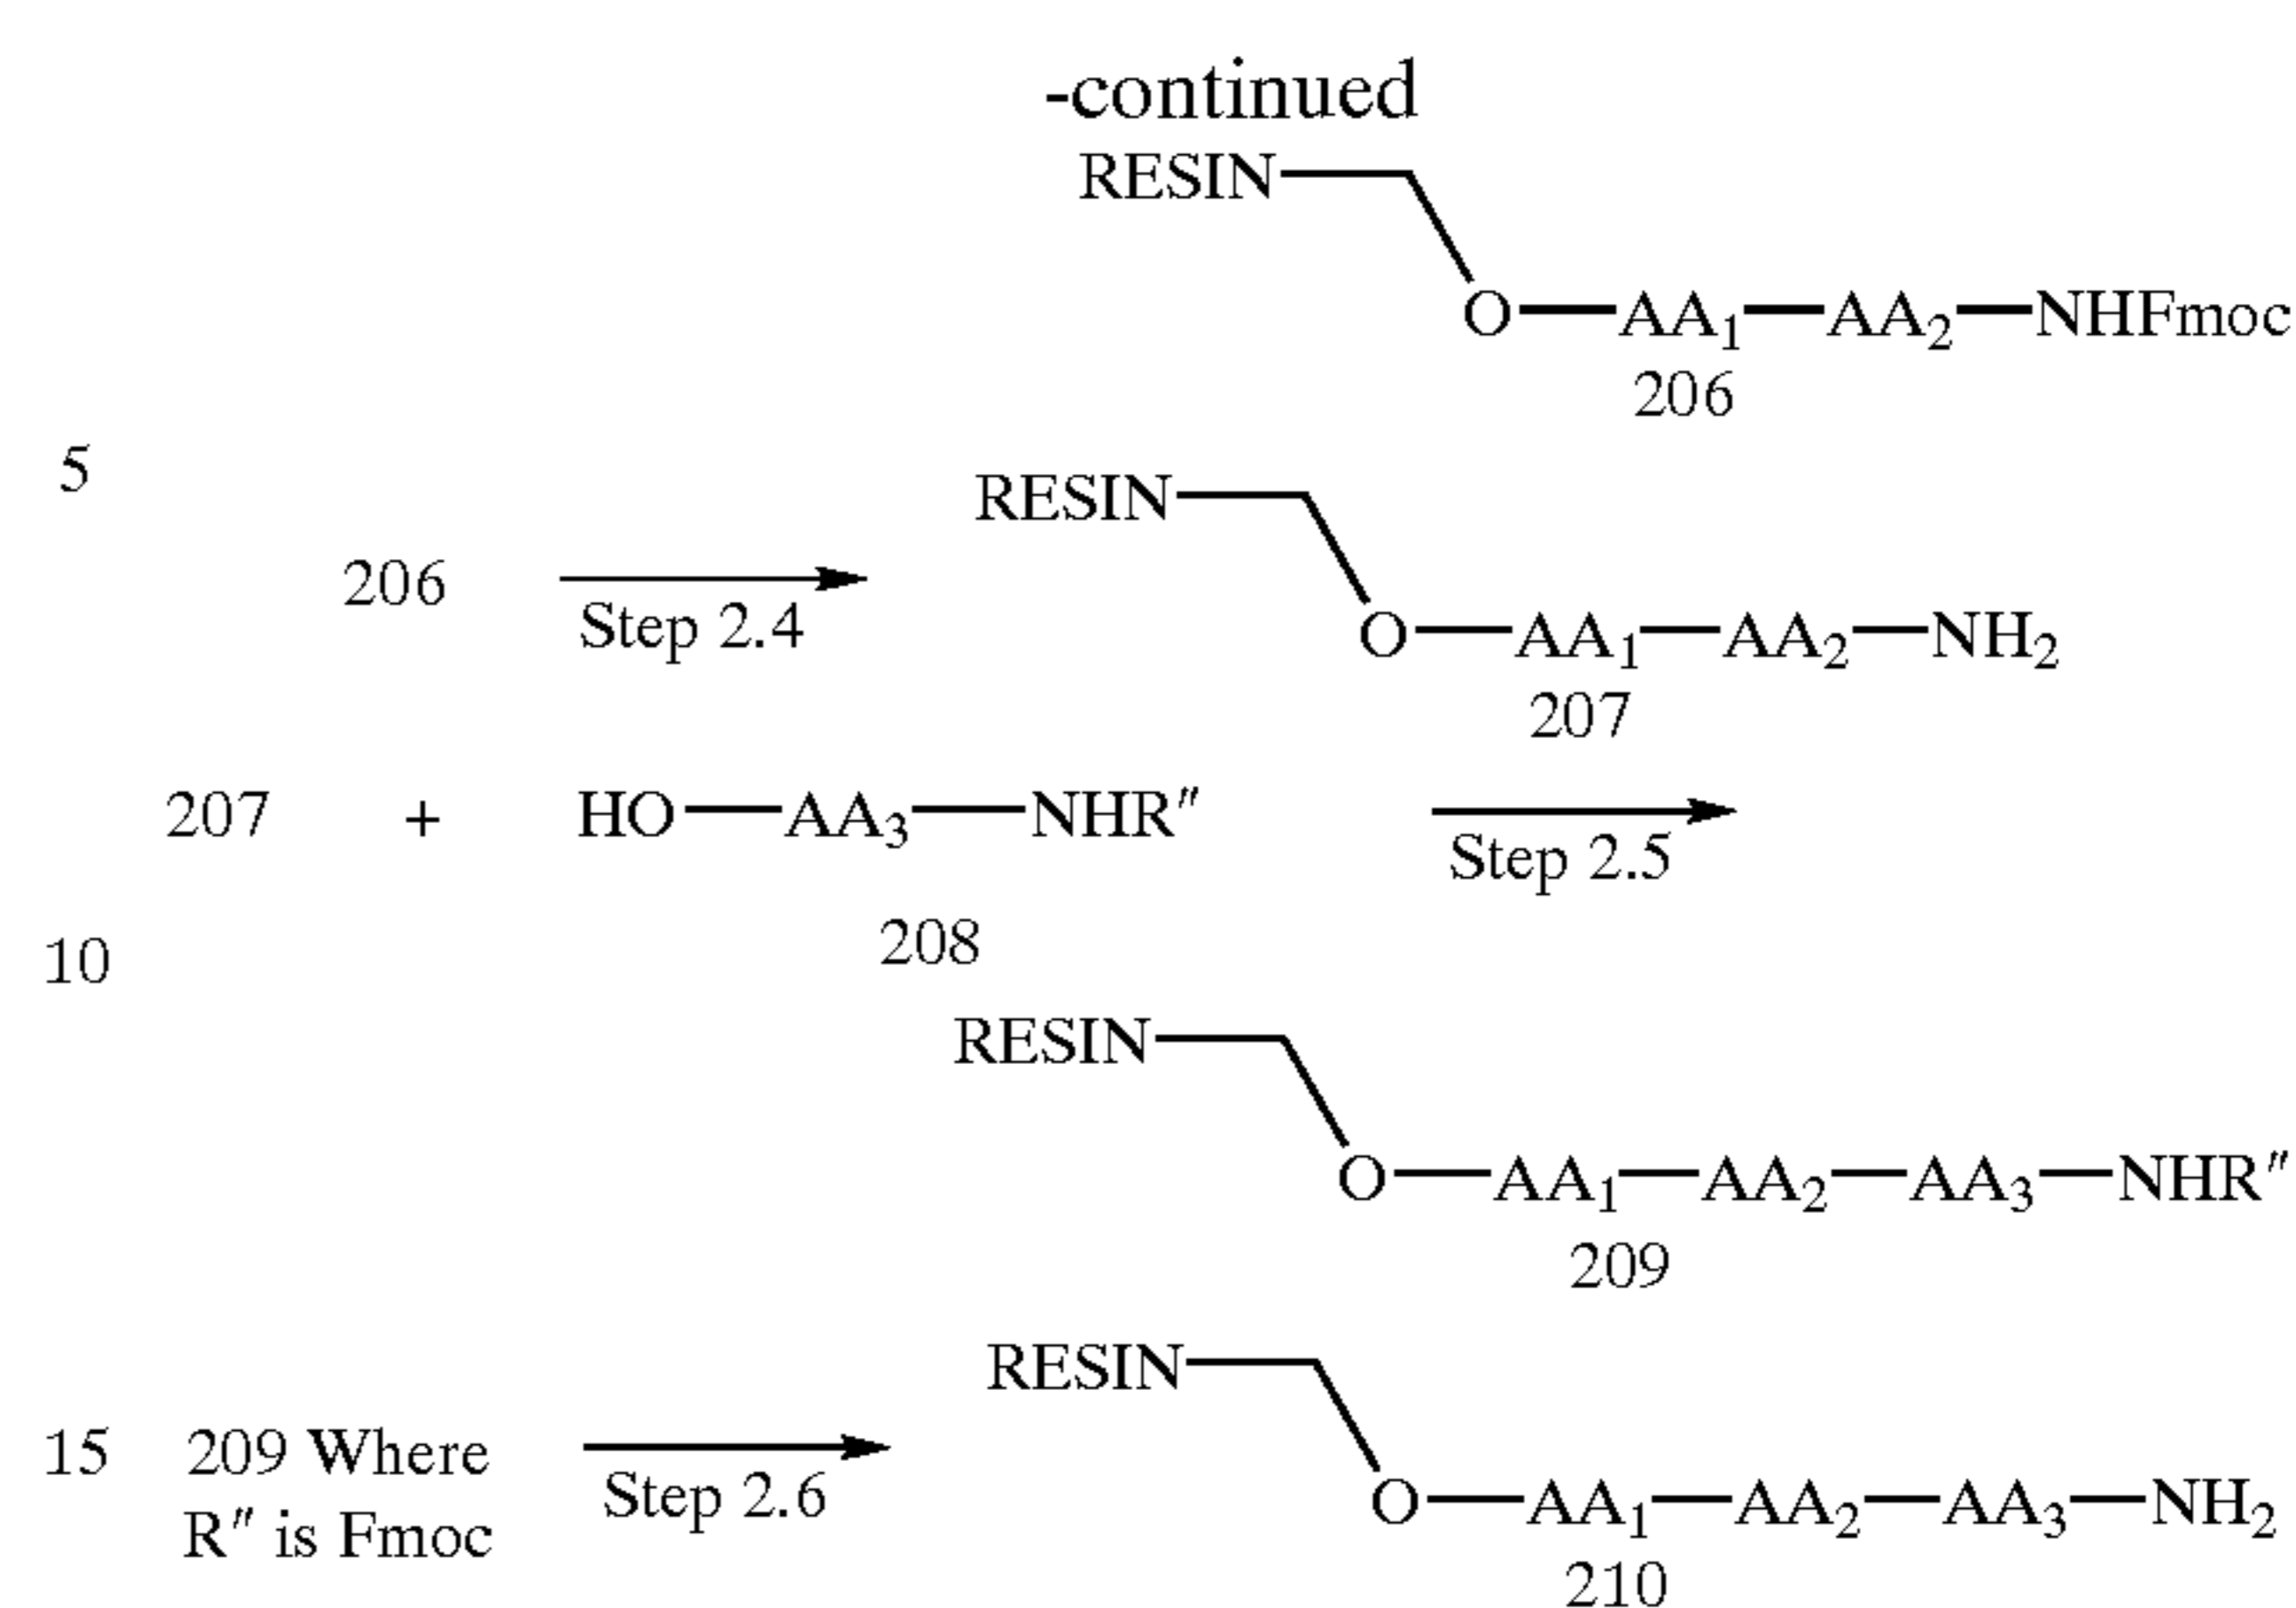 -continued
RESIN
O—AA₁—AA₂—NHFmoc
206
5
RESIN
206
Step 2.4
O—AA₁—AA₂—NH₂
207
207 + HO—AA₃—NHR″
Step 2.5
208
10
RESIN
O—AA₁—AA₂—AA₃—NHR″
209
RESIN
15 209 Where
R″ is Fmoc
Step 2.6
O—AA₁—AA₂—AA₃—NH₂
210